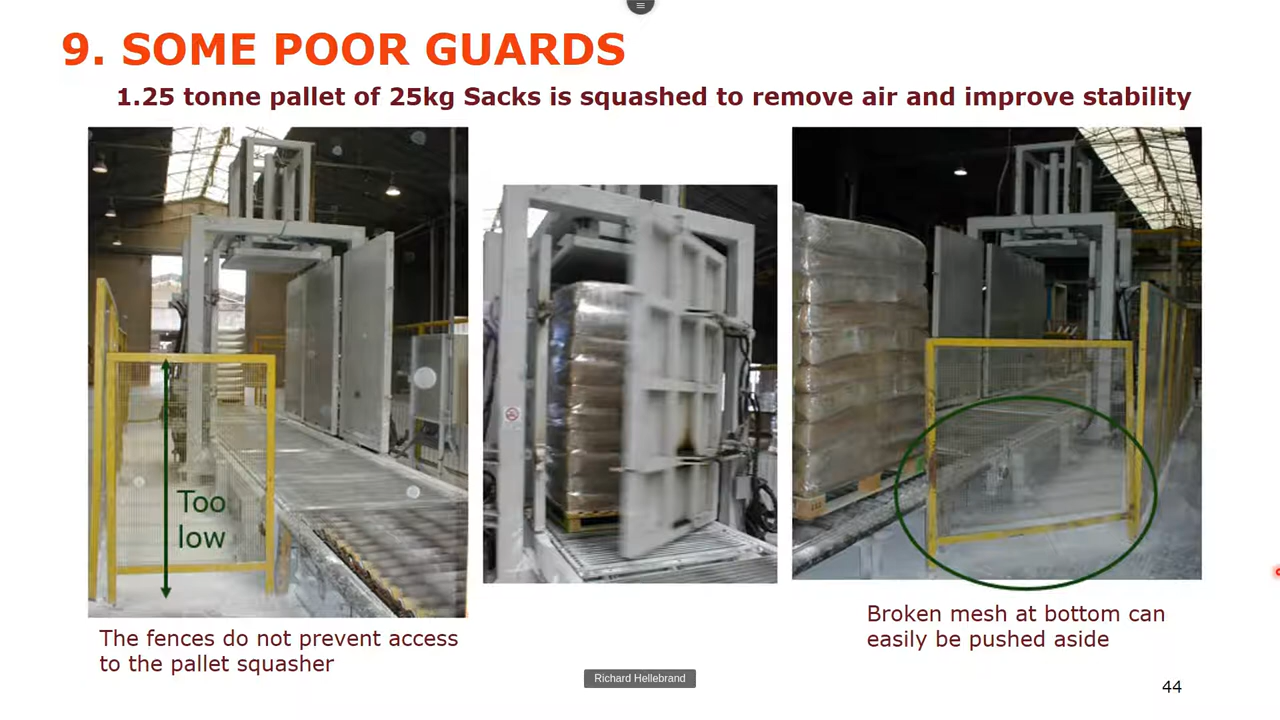 9. SOME POOR GUARDS
1.25 tonne pallet of 25kg Sacks is squashed to remove air and improve stability
Too
low
The fences do not prevent access
to the pallet squasher
Broken mesh at bottom can
easily be pushed aside
Richard Hellebrand
44